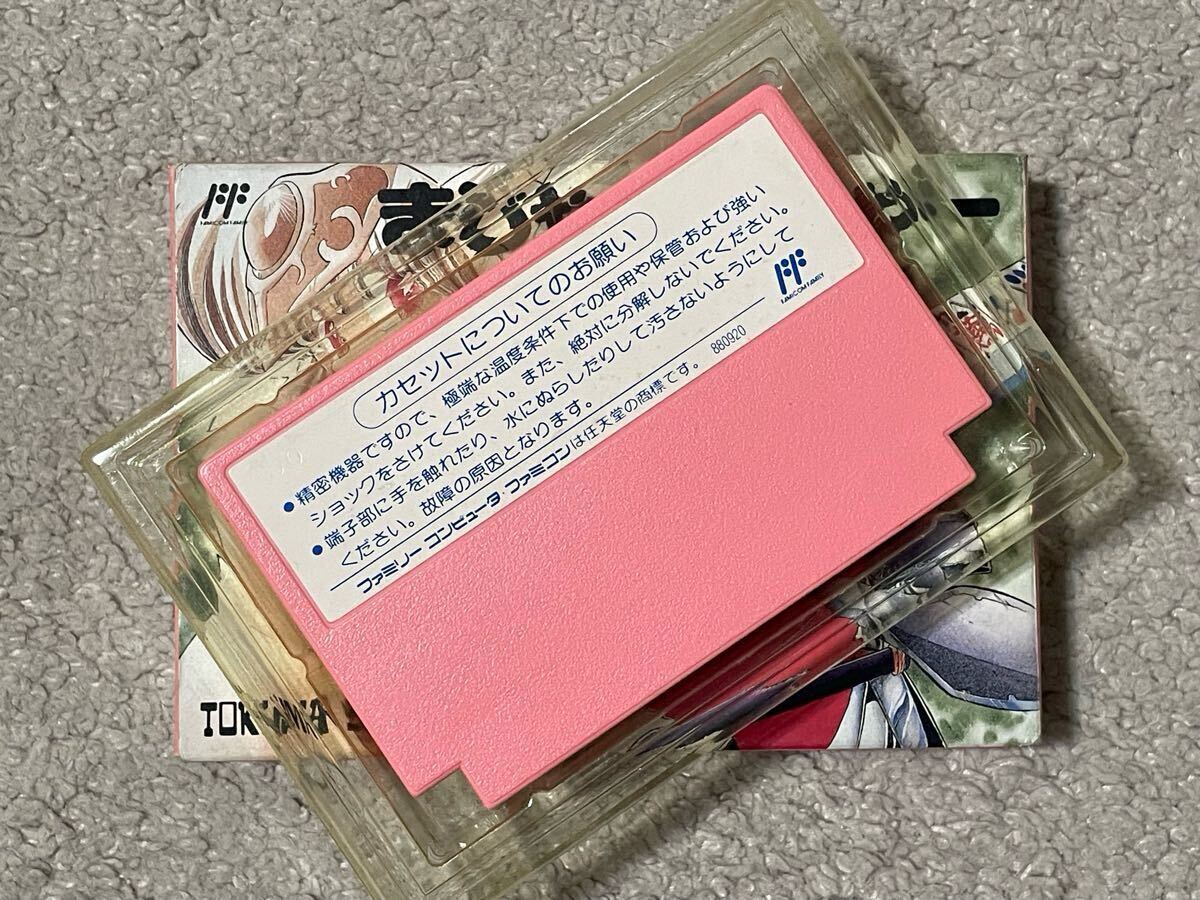 FAMICOM FAMILY
カセットについてのお願い
●精密機器ですので、極端な温度条件下での使用や保管および強い
ショックをさけてください。また、絶対に分解しないでください。
●端子部に手を触れたり、水にぬらしたりして汚さないようにして
ください。故障の原因となります。
ファミリーコンピュータ・ファミコンは任天堂の商標です。
880920
FAMICOM FAMILY